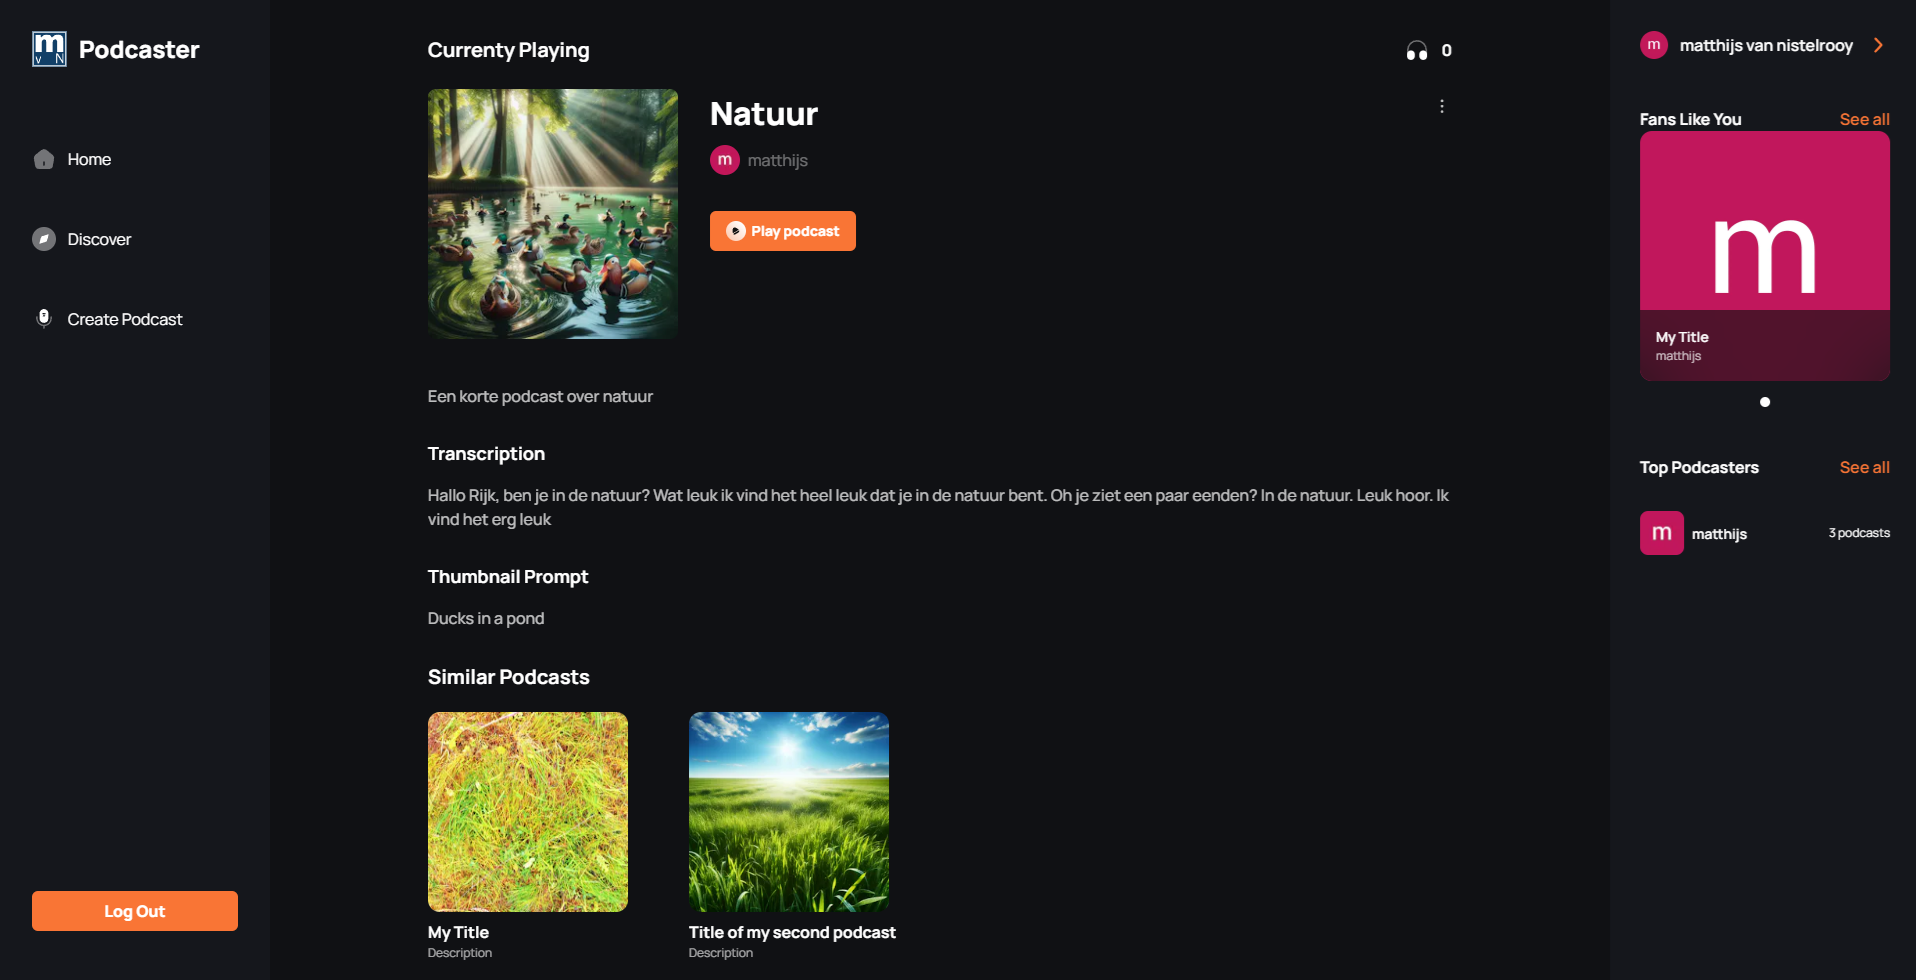 m
v N
Podcaster
Home
Discover
Create Podcast
Log Out
Currenty Playing
0
Natuur
m matthijs
Play podcast
Een korte podcast over natuur
Transcription
Hallo Rijk, ben je in de natuur? Wat leuk ik vind het heel leuk dat je in de natuur bent. Oh je ziet een paar eenden? In de natuur. Leuk hoor. Ik
vind het erg leuk
Thumbnail Prompt
Ducks in a pond
Similar Podcasts
My Title
Description
Title of my second podcast
Description
m matthijs van nistelrooy
Fans Like You See all
m
My Title
matthijs
Top Podcasters See all
m matthijs 3 podcasts